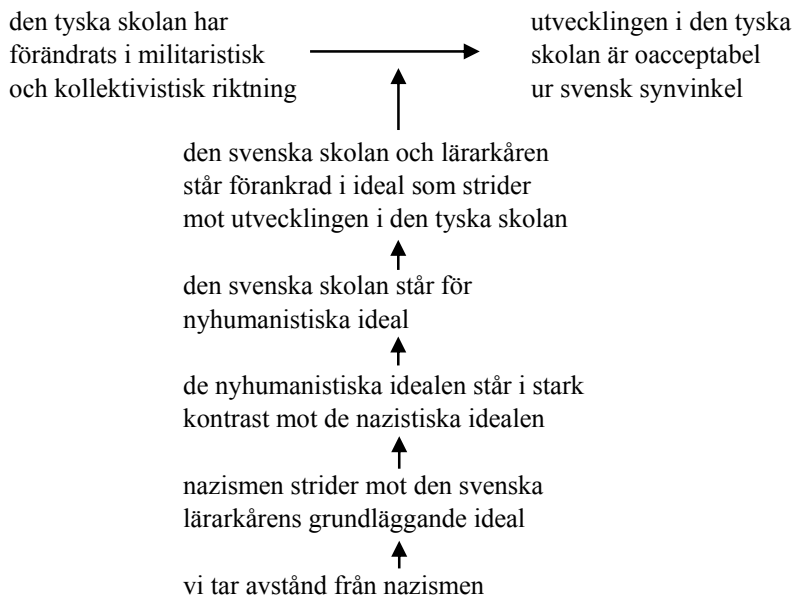 den tyska skolan har
förändrats i militaristisk
och kollektivistisk riktning
utvecklingen i den tyska
skolan är oacceptabel
ur svensk synvinkel
den svenska skolan och lärarkåren
står förankrad i ideal som strider
mot utvecklingen i den tyska skolan
den svenska skolan står för
nyhumanistiska ideal
de nyhumanistiska idealen står i stark
kontrast mot de nazistiska idealen
nazismen strider mot den svenska
lärarkårens grundläggande ideal
vi tar avstånd från nazismen